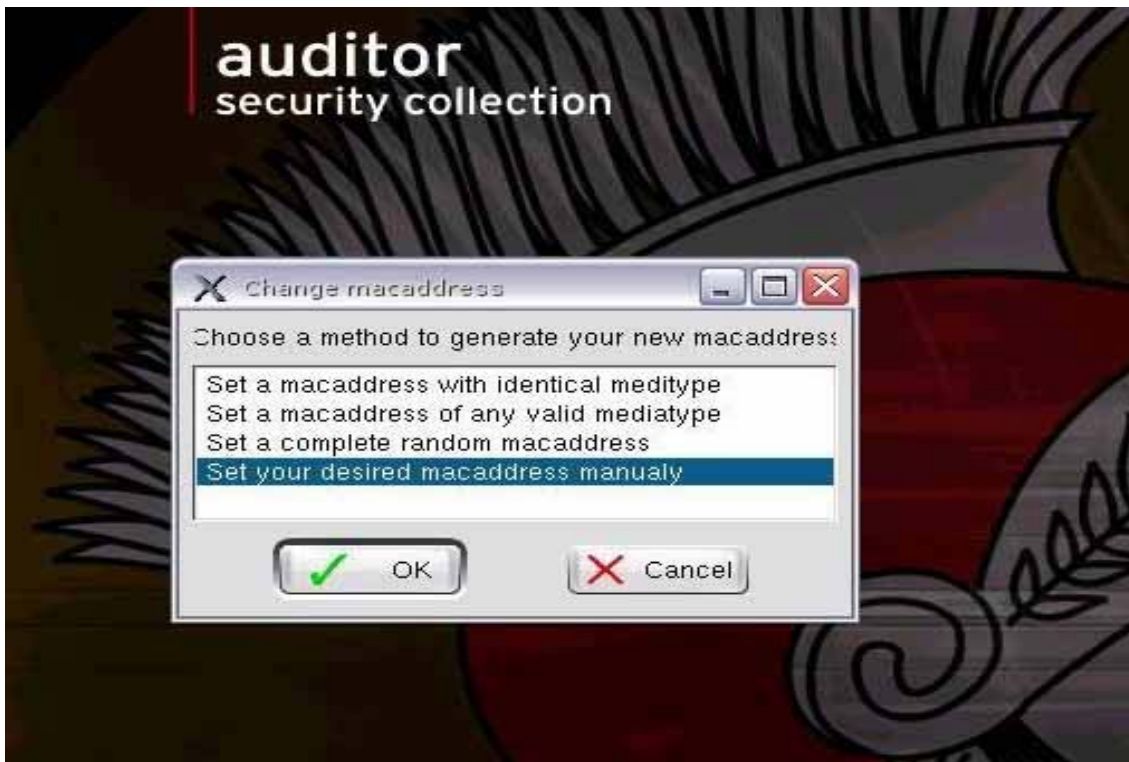 auditor
security collection
Change macaddress
Choose a method to generate your new macaddress
Set a macaddress with identical meditype
Set a macaddress of any valid mediatype
Set a complete random macaddress
Set your desired macaddress manualy
OK
Cancel